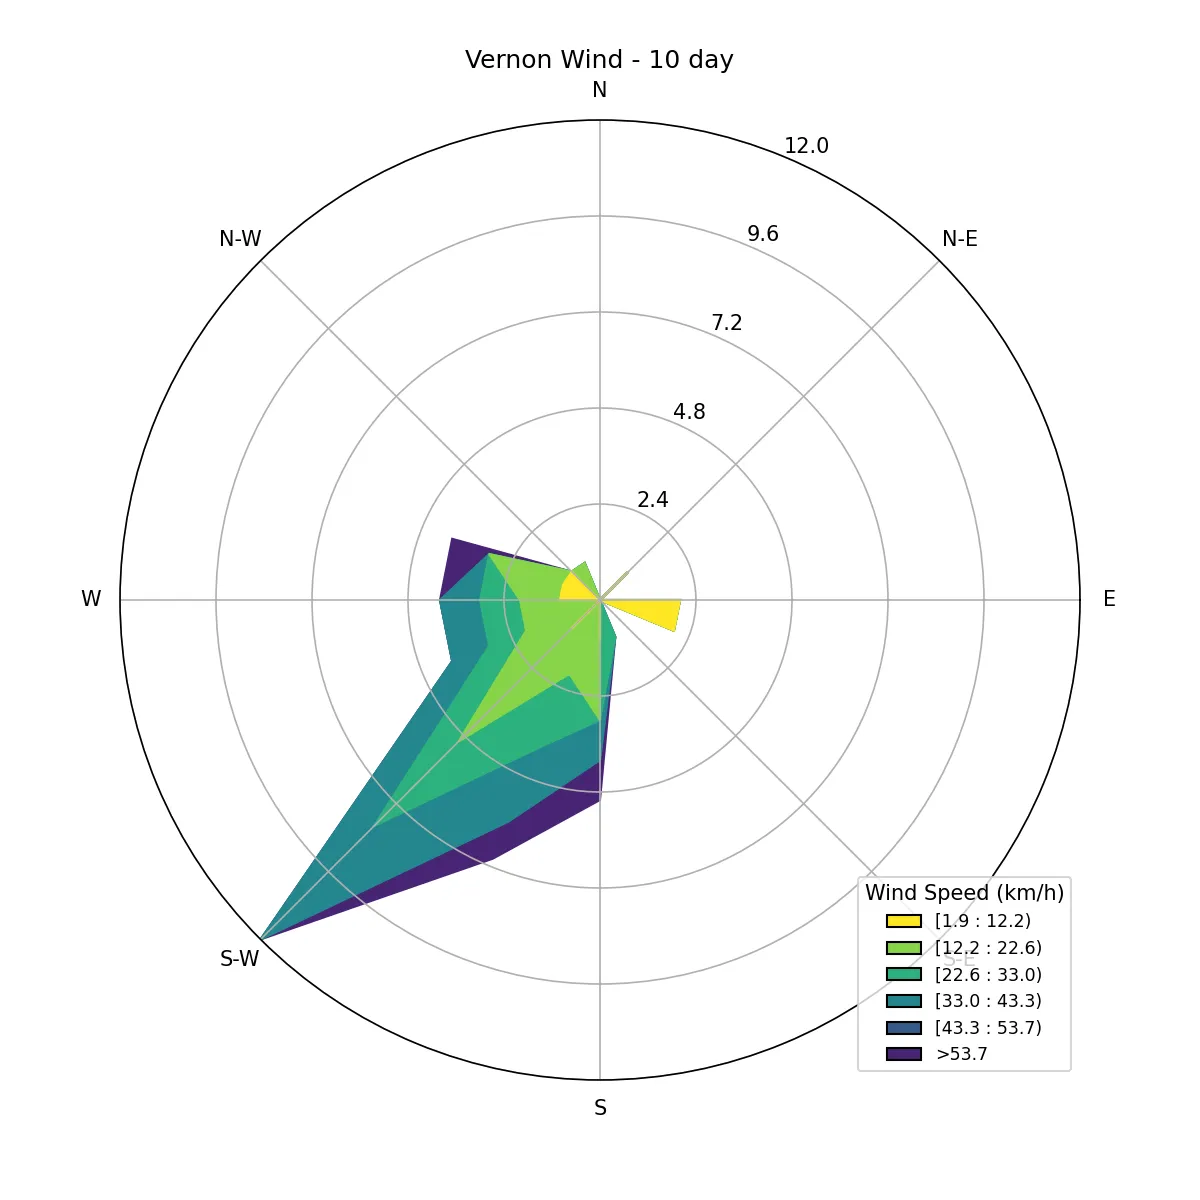 Vernon Wind - 10 day
N
12.0
N-W
9.6
N-E
7.2
4.8
2.4
W
E
S-W
S-E
S
Wind Speed (km/h)
[1.9 : 12.2)
[12.2 : 22.6)
[22.6 : 33.0)
[33.0 : 43.3)
[43.3 : 53.7)
>53.7